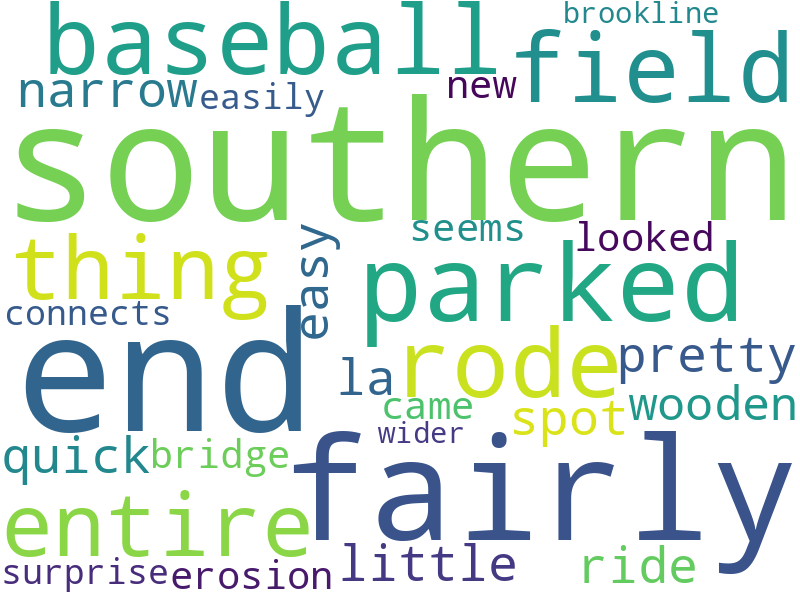 brookline
baseball
field
narrow
easily
new
southern
seems
looked
thing
easy
parked
connects
end
rode
pretty
la
came
spot
wooden
wider
quick
bridge
fairly
entire
surprise
erosion
little
ride